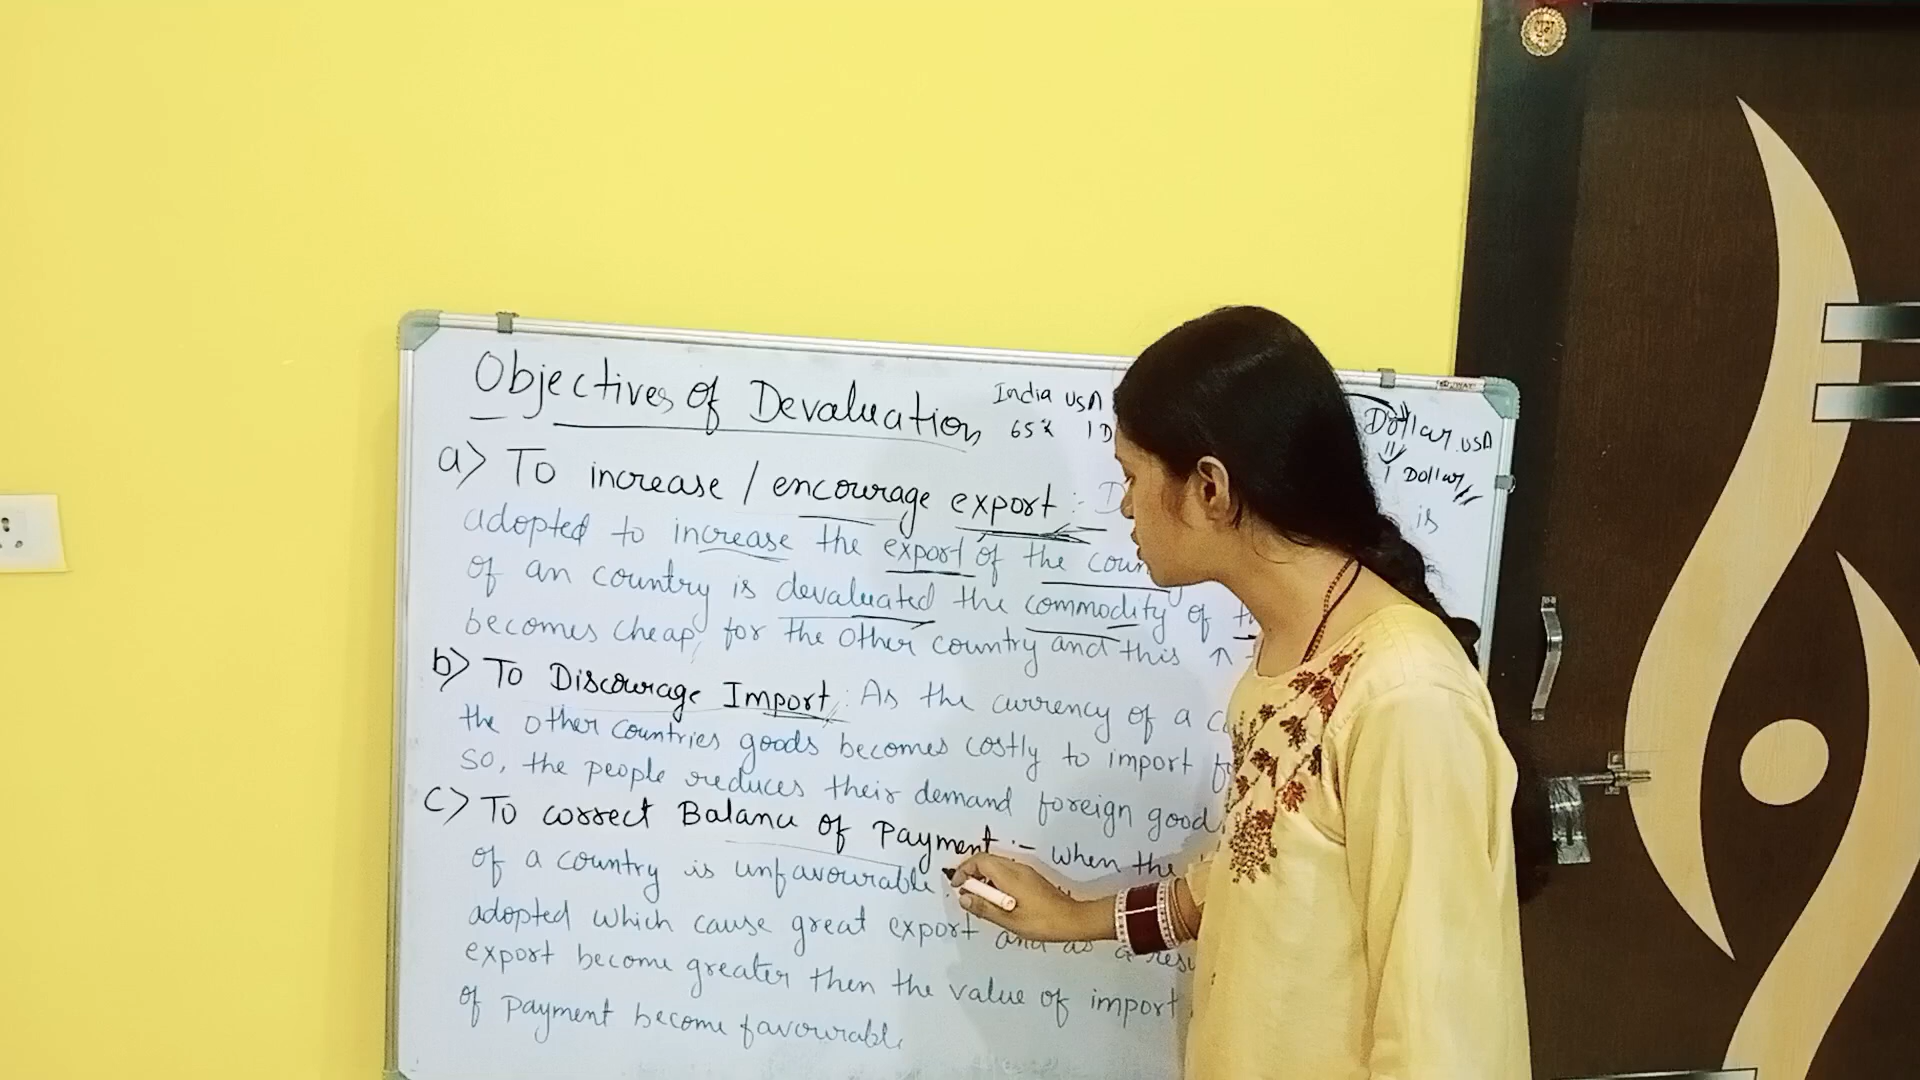 Objectives of Devaluation
India USA
65₹ 1 D
Dollar USA
1 Dollar
a) To increase / encourage export :- D
is
adopted to increase the export of the coun
of an country is devaluated the commodity of
becomes cheap, for the other country and this ↑
b) To Discourage Import : As the currency of a
the other countries goods becomes costly to import
so, the people reduces their demand foreign good
c) To correct Balance of Payment :- when the
of a country is unfavourable
adopted which cause great export and as a resu
export become greater then the value of import
of payment become favourable